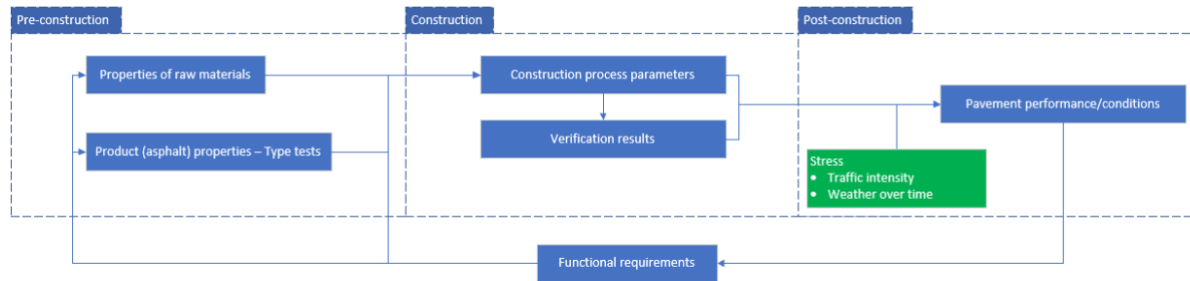 Pre-construction
Construction
Post-construction
Properties of raw materials
Construction process parameters
Pavement performance/conditions
Product (asphalt) properties – Type tests
Verification results
Stress
• Traffic intensity
• Weather over time
Functional requirements